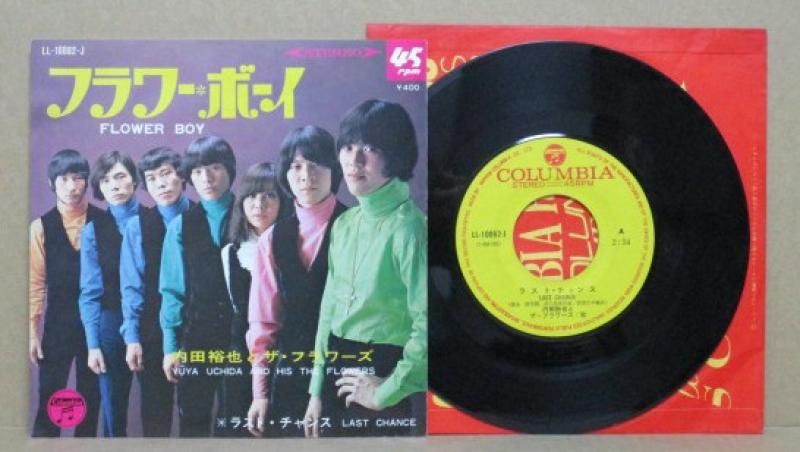 LL-10062-J
STEREO
45
rpm
¥400
フラワー・ボーイ
FLOWER BOY
内田裕也とザ・フラワーズ
YUYA UCHIDA AND HIS THE FLOWERS
Columbia
※ラスト・チャンス LAST CHANCE
COLUMBIA
STEREO 45RPM
LL-10062-J
A
2:34
ラスト・チャンス
LAST CHANCE
内田裕也と
ザ・フラワーズ